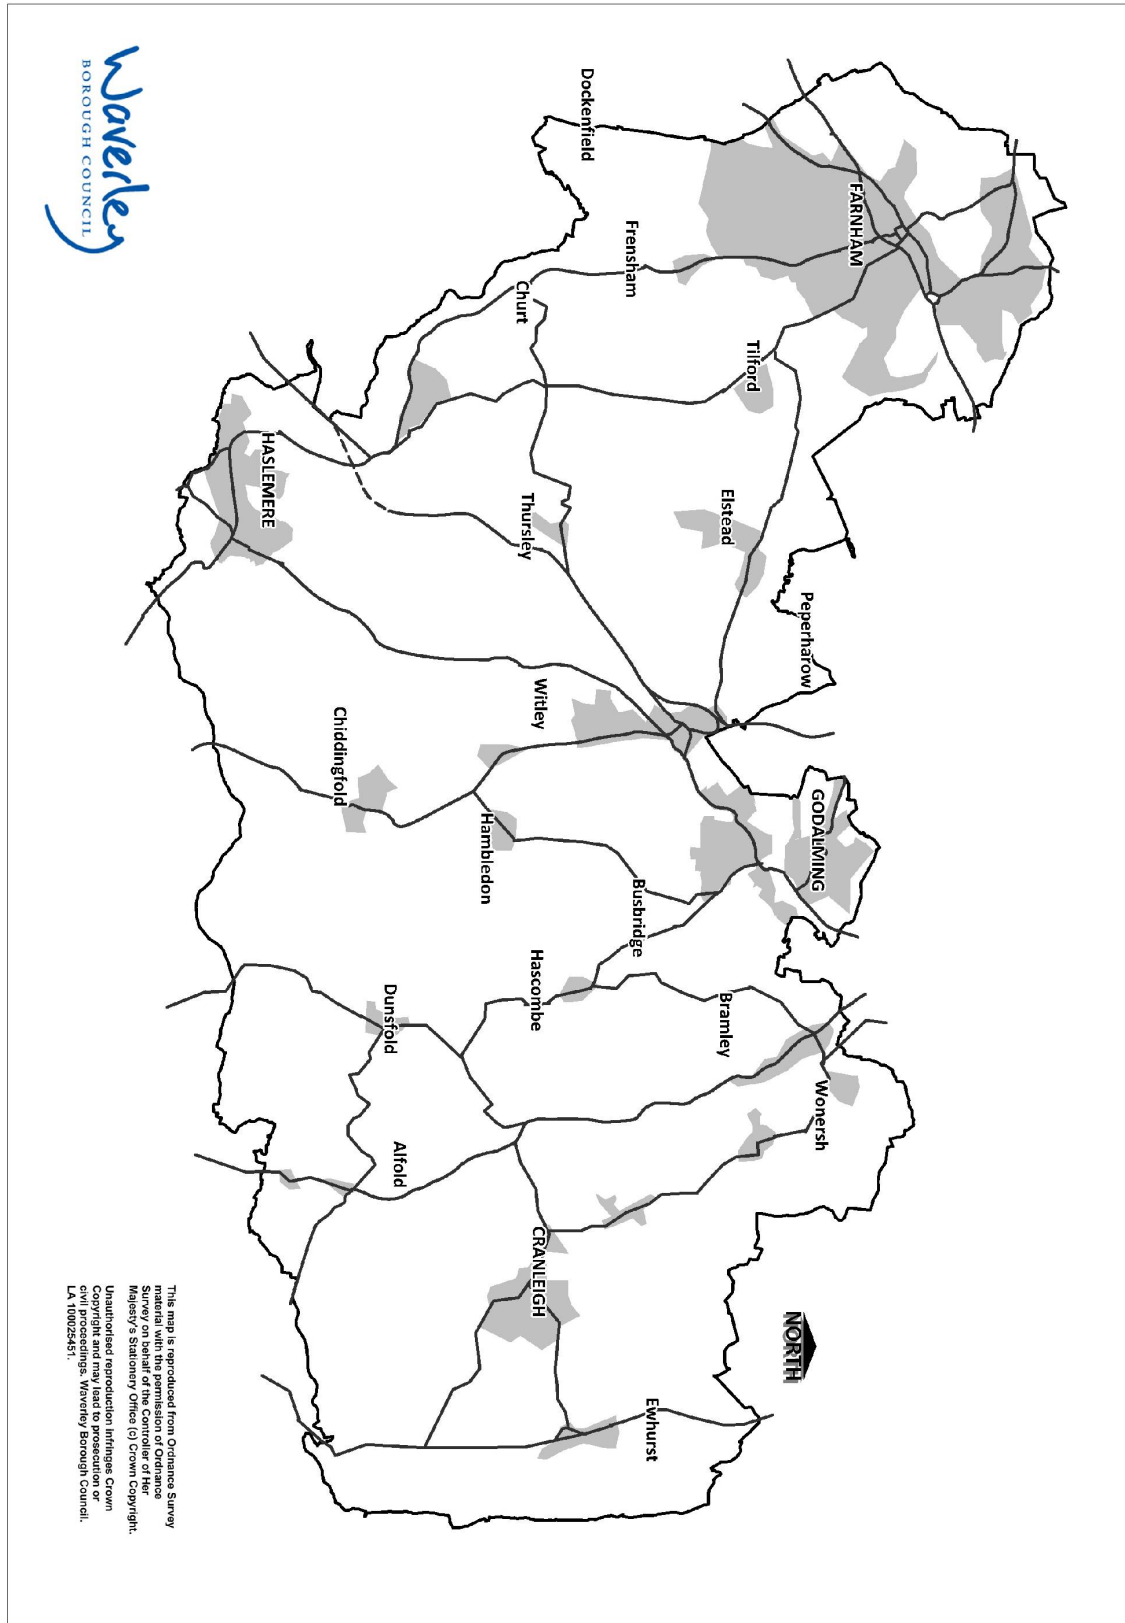 FARNHAM
GODALMING
Wonersh
Peperharow
NORTH
Tilford
Elstead
Bramley
Ewhurst
Busbridge
Frensham
Dockenfield
Witley
CRANLEIGH
Hascombe
Thursley
Churt
Hambledon
Alfold
Dunsfold
Chiddingfold
HASLEMERE
Waverley
BOROUGH COUNCIL
This map is reproduced from Ordnance Survey
material with the permission of Ordnance
Survey on behalf of the Controller of Her
Majesty's Stationery Office (c) Crown Copyright.
Unauthorised reproduction infringes Crown
Copyright and may lead to prosecution or
civil proceedings. Waverley Borough Council.
LA 100025451.